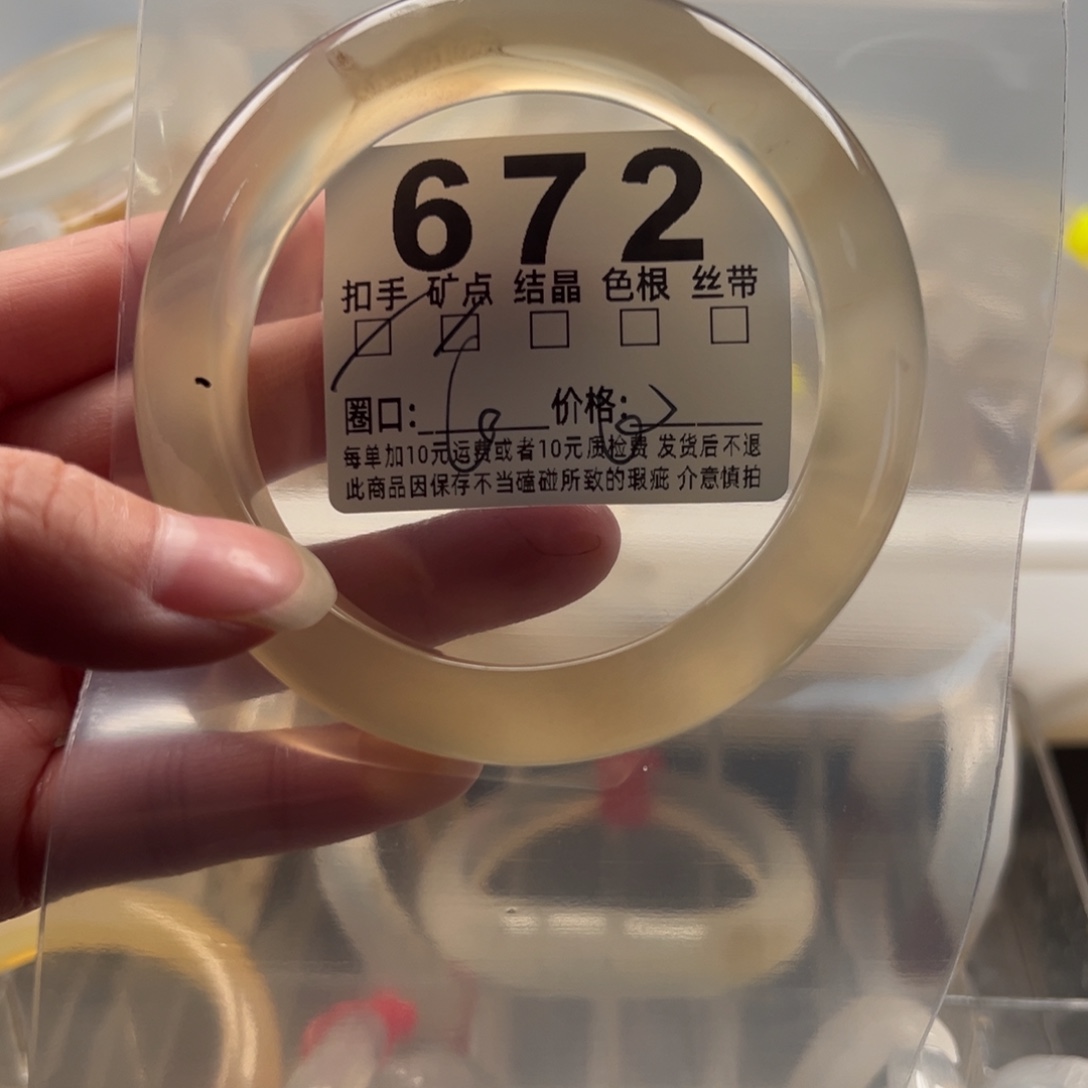 672
扣手 矿点 结晶 色根 丝带
圈口: 价格:
每单加10元运费或者10元质检费 发货后不退
此商品因保存不当磕碰所致的瑕疵 介意慎拍